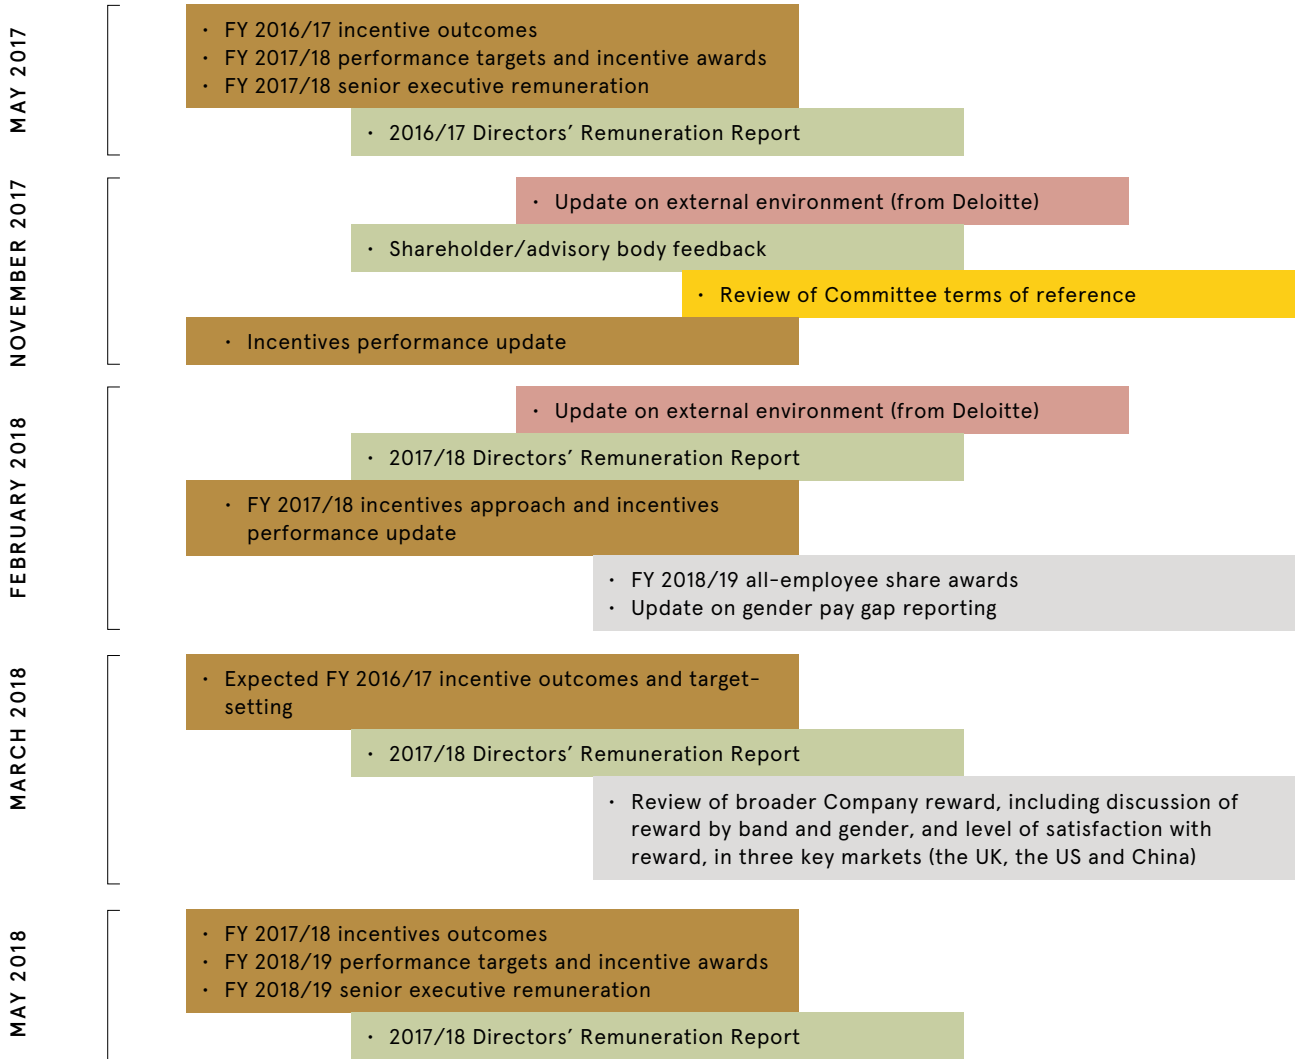 MAY 2017
· FY 2016/17 incentive outcomes
· FY 2017/18 performance targets and incentive awards
· FY 2017/18 senior executive remuneration
· 2016/17 Directors’ Remuneration Report
NOVEMBER 2017
· Update on external environment (from Deloitte)
· Shareholder/advisory body feedback
· Review of Committee terms of reference
· Incentives performance update
FEBRUARY 2018
· Update on external environment (from Deloitte)
· 2017/18 Directors’ Remuneration Report
· FY 2017/18 incentives approach and incentives
performance update
· FY 2018/19 all-employee share awards
· Update on gender pay gap reporting
MARCH 2018
· Expected FY 2016/17 incentive outcomes and target-
setting
· 2017/18 Directors’ Remuneration Report
· Review of broader Company reward, including discussion of
reward by band and gender, and level of satisfaction with
reward, in three key markets (the UK, the US and China)
MAY 2018
· FY 2017/18 incentives outcomes
· FY 2018/19 performance targets and incentive awards
· FY 2018/19 senior executive remuneration
· 2017/18 Directors’ Remuneration Report